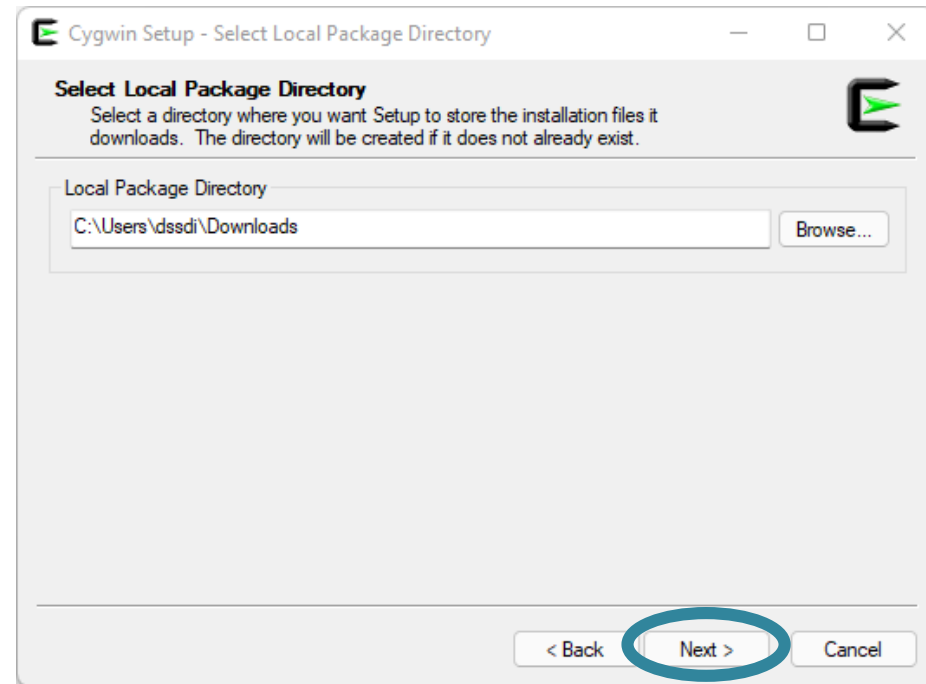 Cygwin Setup - Select Local Package Directory
Select Local Package Directory
Select a directory where you want Setup to store the installation files it
downloads.  The directory will be created if it does not already exist.
Local Package Directory
C:\Users\dssdi\Downloads
Browse...
< Back
Next >
Cancel